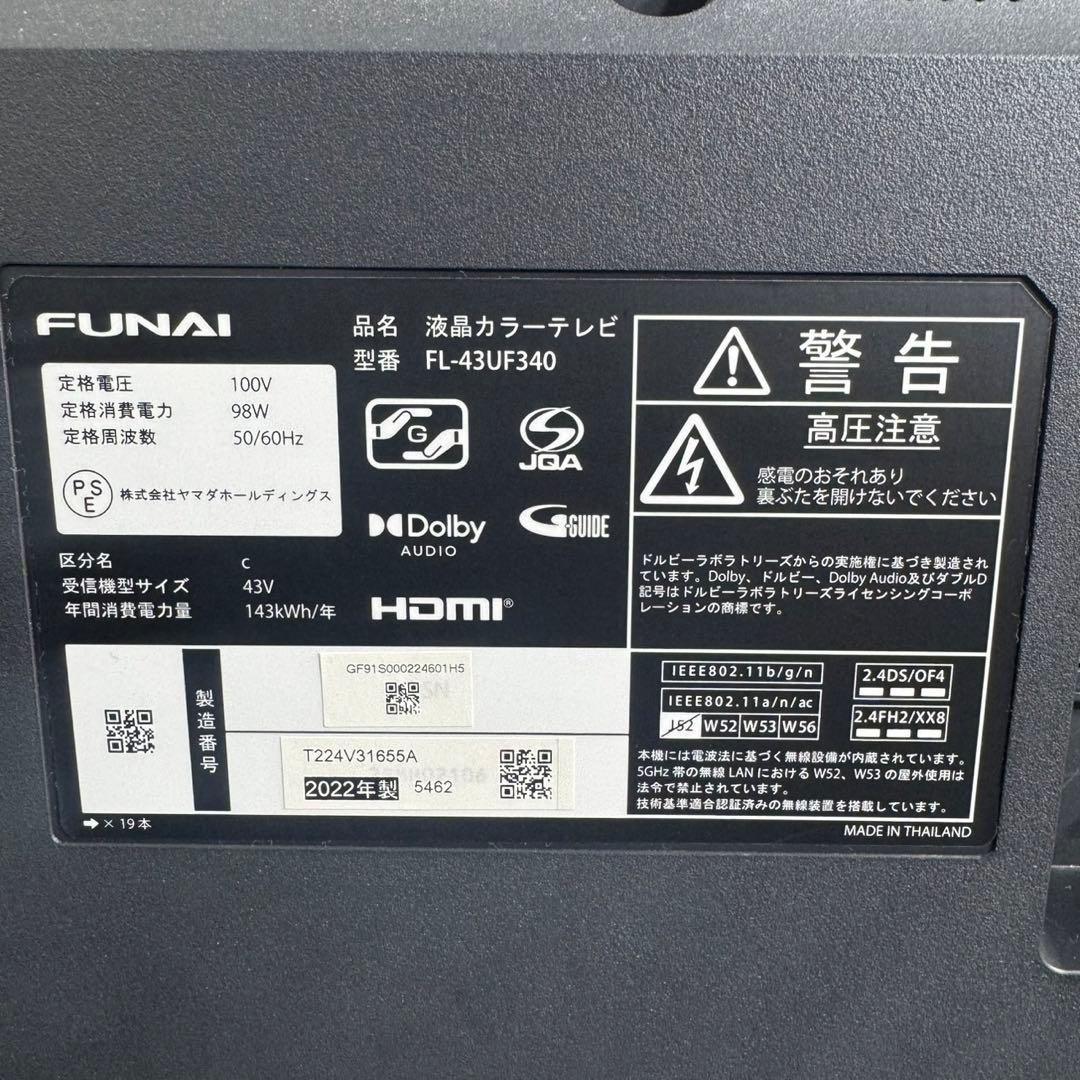 FUNAI
品名 液晶カラーテレビ
型番 FL-43UF340
定格電圧 100V
定格消費電力 98W
定格周波数 50/60Hz
PSE 株式会社ヤマダホールディングス
区分名 c
受信機型サイズ 43V
年間消費電力量 143kWh/年
G
JQA
Dolby
AUDIO
G-GUIDE
HDMI®
警告
高圧注意
感電のおそれあり
裏ぶたを開けないでください
ドルビーラボラトリーズからの実施権に基づき製造され
ています。Dolby、ドルビー、Dolby Audio及びダブルD
記号はドルビーラボラトリーズライセンシングコーポ
レーションの商標です。
製造番号
GF91S000224601H5
T224V31655A
2022年製 5462
IEEE802.11b/g/n
IEEE802.11a/n/ac
J52 W52 W53 W56
2.4DS/OF4
2.4FH2/XX8
本機には電波法に基づく無線設備が内蔵されています。
5GHz 帯の無線 LAN における W52、W53 の屋外使用は
法令で禁止されています。
技術基準適合認証済みの無線装置を搭載しています。
➡ × 19本
MADE IN THAILAND